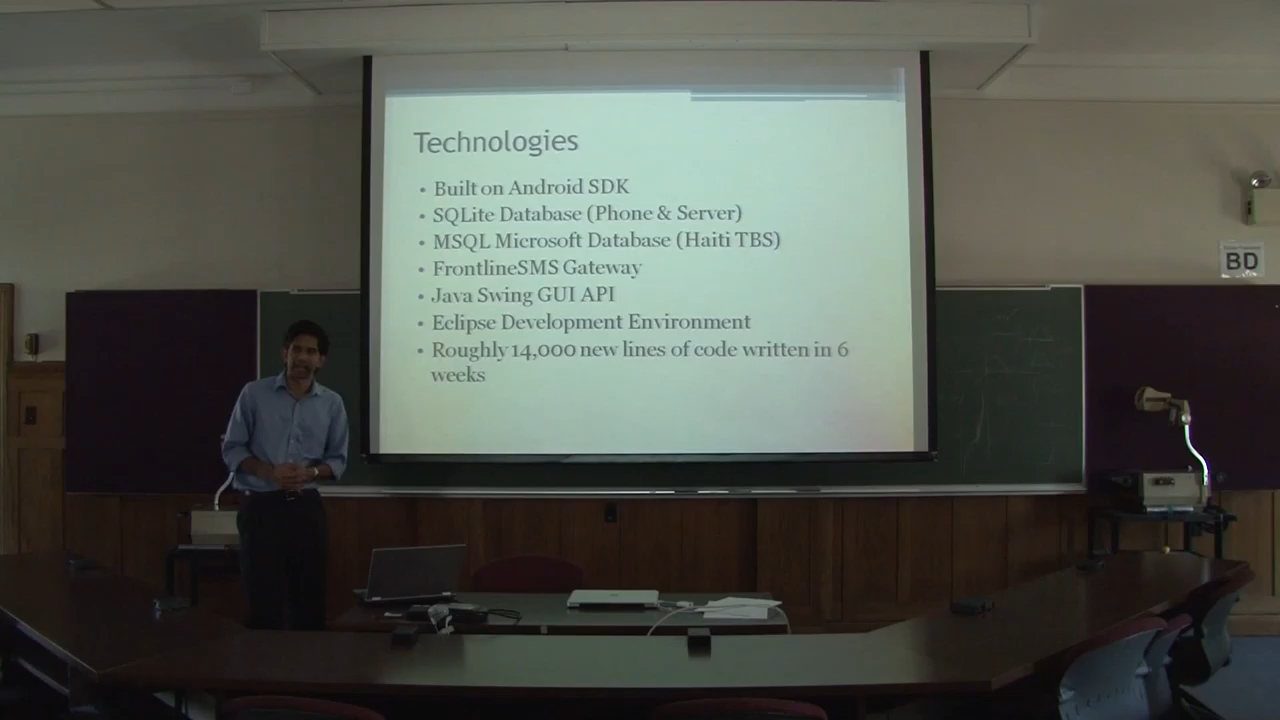 Technologies
• Built on Android SDK
• SQLite Database (Phone & Server)
• MSQL Microsoft Database (Haiti TBS)
• FrontlineSMS Gateway
• Java Swing GUI API
• Eclipse Development Environment
• Roughly 14,000 new lines of code written in 6
weeks
BD